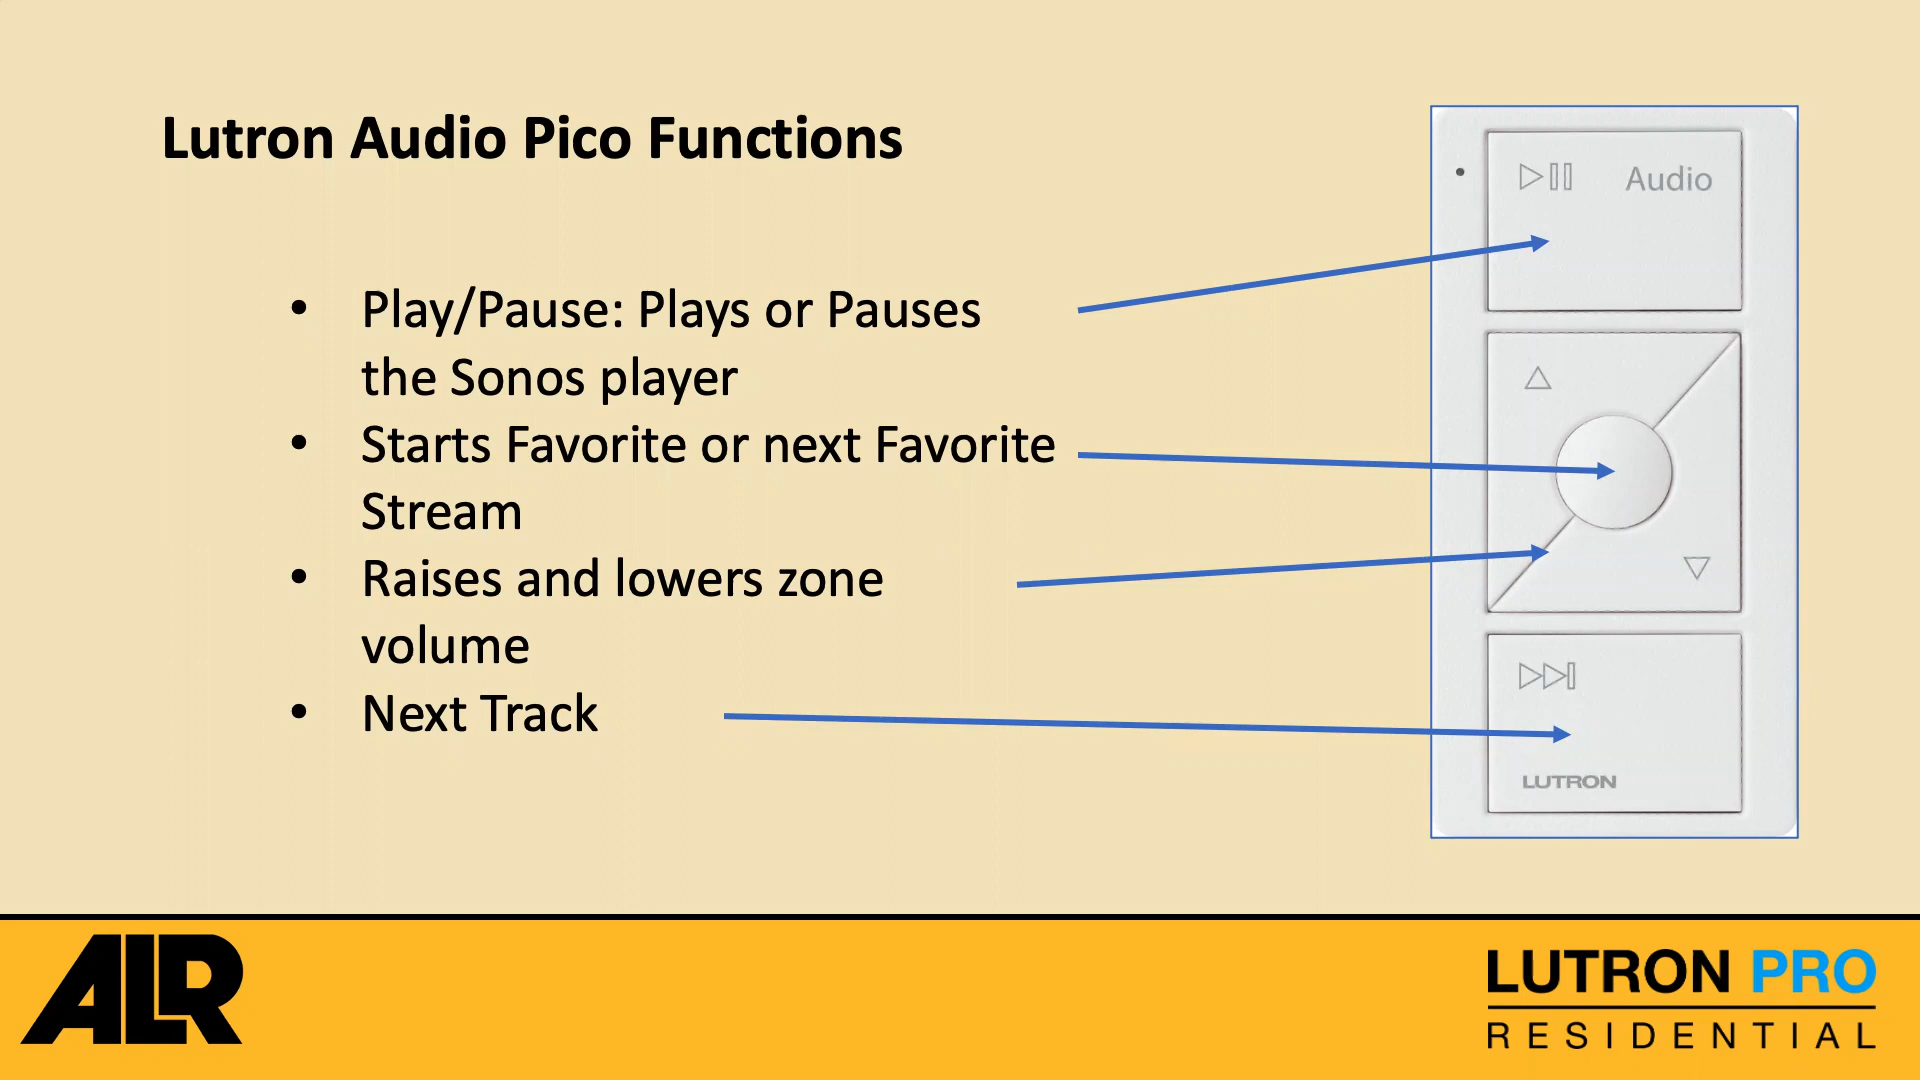 Lutron Audio Pico Functions
• Play/Pause: Plays or Pauses
the Sonos player
• Starts Favorite or next Favorite
Stream
• Raises and lowers zone
volume
• Next Track
Audio
LUTRON
ALR
LUTRON PRO
RESIDENTIAL